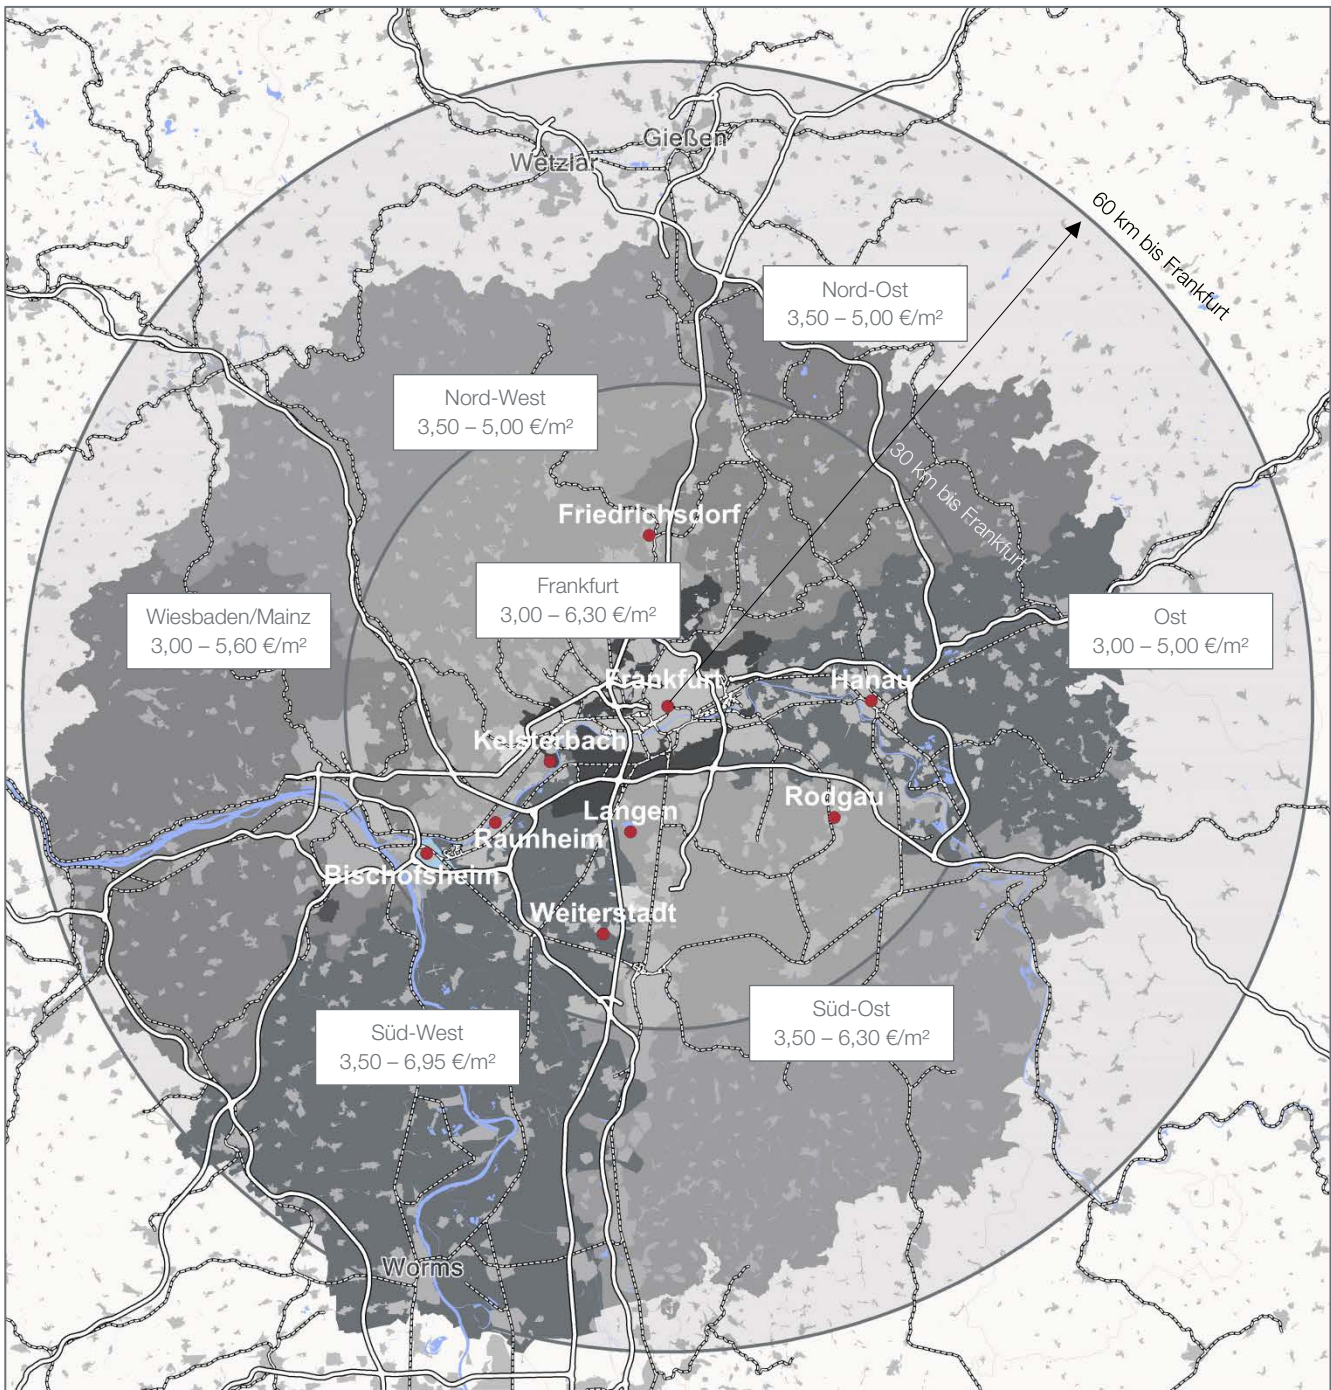 Gießen
Wetzlar
60 km bis Frankfurt
Nord-Ost
3,50 – 5,00 €/m²
Nord-West
3,50 – 5,00 €/m²
30 km bis Frankfurt
Friedrichsdorf
Frankfurt
3,00 – 6,30 €/m²
Wiesbaden/Mainz
3,00 – 5,60 €/m²
Ost
3,00 – 5,00 €/m²
Frankfurt
Hanau
Kelsterbach
Rodgau
Langen
Raunheim
Bischofsheim
Weiterstadt
Süd-Ost
3,50 – 6,30 €/m²
Süd-West
3,50 – 6,95 €/m²
Worms